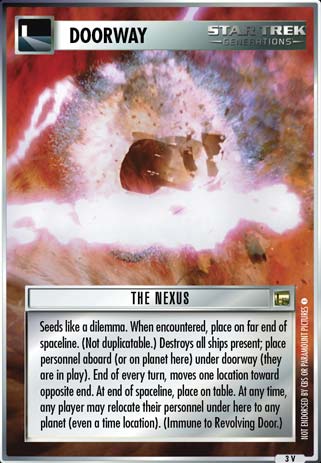 DOORWAY
STAR TREK
GENERATIONS
THE NEXUS
Seeds like a dilemma. When encountered, place on far end of
spaceline. (Not duplicatable.) Destroys all ships present; place
personnel aboard (or on planet here) under doorway (they
are in play). End of every turn, moves one location toward
opposite end. At end of spaceline, place on table. At any time,
any player may relocate their personnel under here to any
planet (even a time location). (Immune to Revolving Door.)
NOT ENDORSED BY CBS OR PARAMOUNT PICTURES
3 V